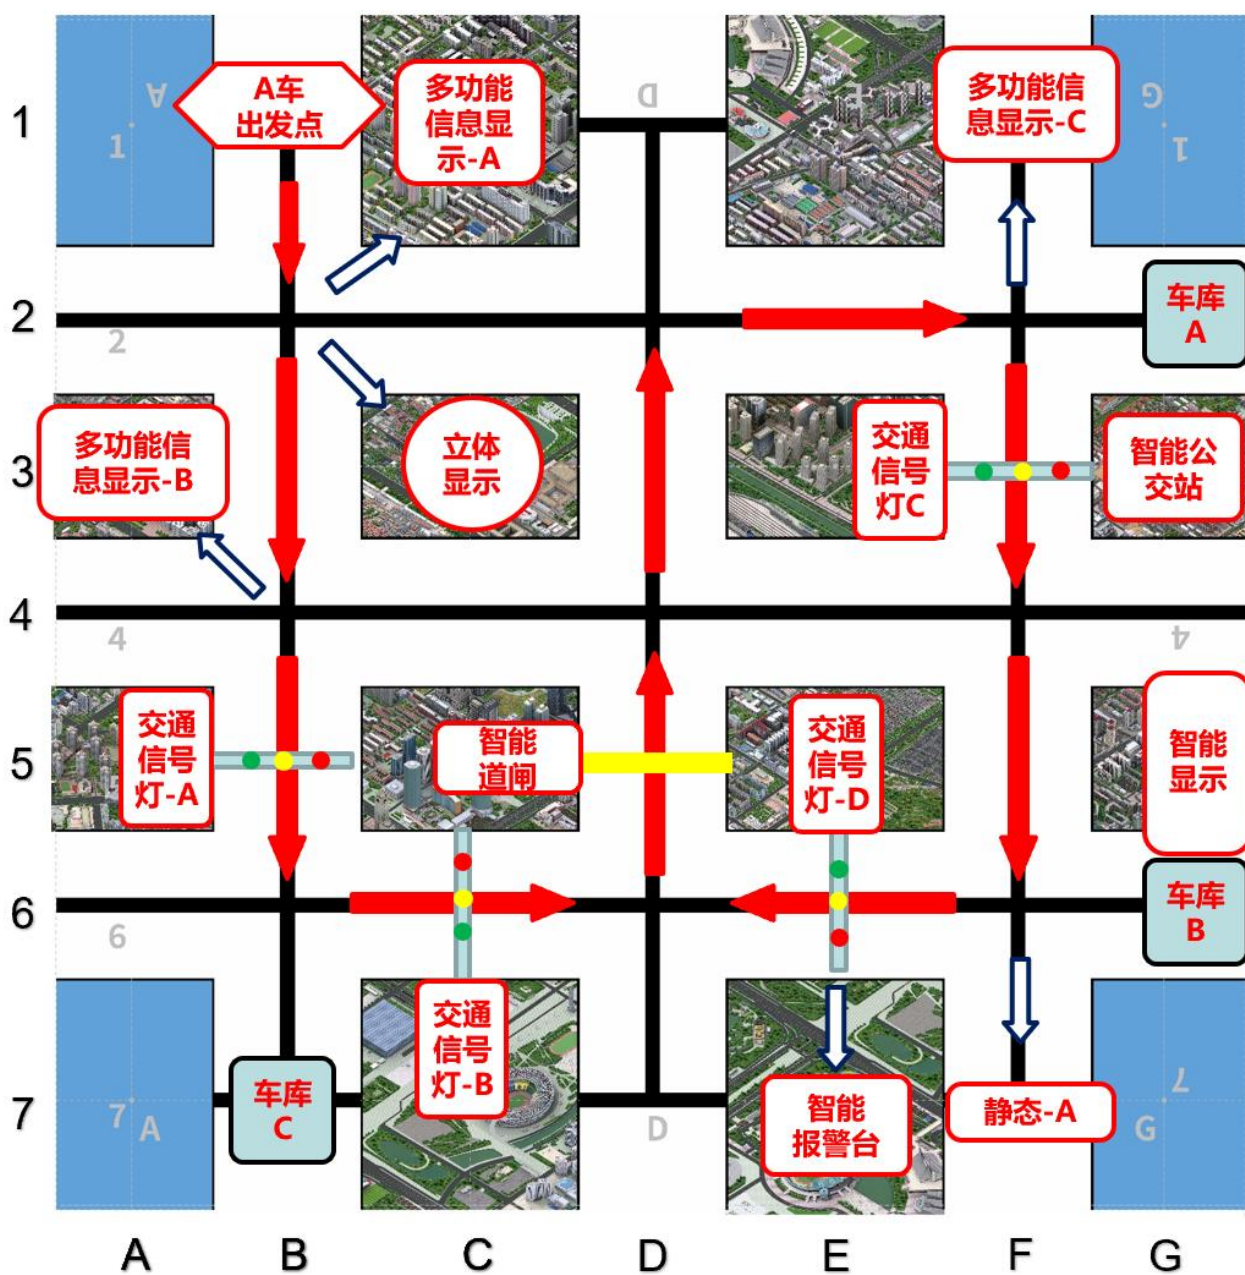 A车
出发点
多功能
信息显
示-A
D
E
多功能信
息显示-C
G
1
A
1
1
2
车库
A
2
多功能信
息显示-B
3
立体
显示
交通
信号
灯C
智能公
交站
4
4
4
交通
信号
灯-A
5
智能
道闸
交通
信号
灯-D
智能
显示
6
6
车库
B
7
7
A
车库
C
交通
信号
灯-B
D
智能
报警台
静态-A
7
G
A
B
C
D
E
F
G